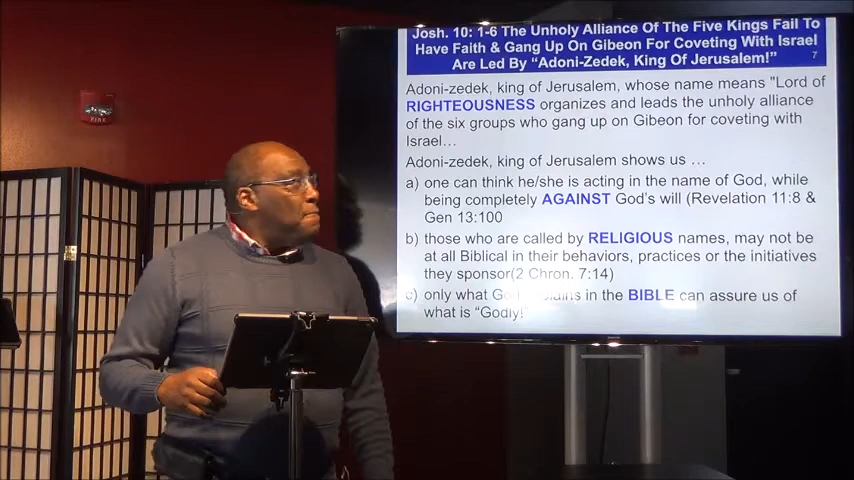 Josh. 10: 1-6 The Unholy Alliance Of The Five Kings Fail To
Have Faith & Gang Up On Gibeon For Coveting With Israel
Are Led By "Adoni-Zedek, King Of Jerusalem!"
7
Adoni-zedek, king of Jerusalem, whose name means "Lord of
RIGHTEOUSNESS organizes and leads the unholy alliance
of the six groups who gang up on Gibeon for coveting with
Israel...
Adoni-zedek, king of Jerusalem shows us ...
a) one can think he/she is acting in the name of God, while
being completely AGAINST God's will (Revelation 11:8 &
Gen 13:100
b) those who are called by RELIGIOUS names, may not be
at all Biblical in their behaviors, practices or the initiatives
they sponsor(2 Chron. 7:14)
c) only what in the BIBLE can assure us of
what is "Godly!"
FIRE